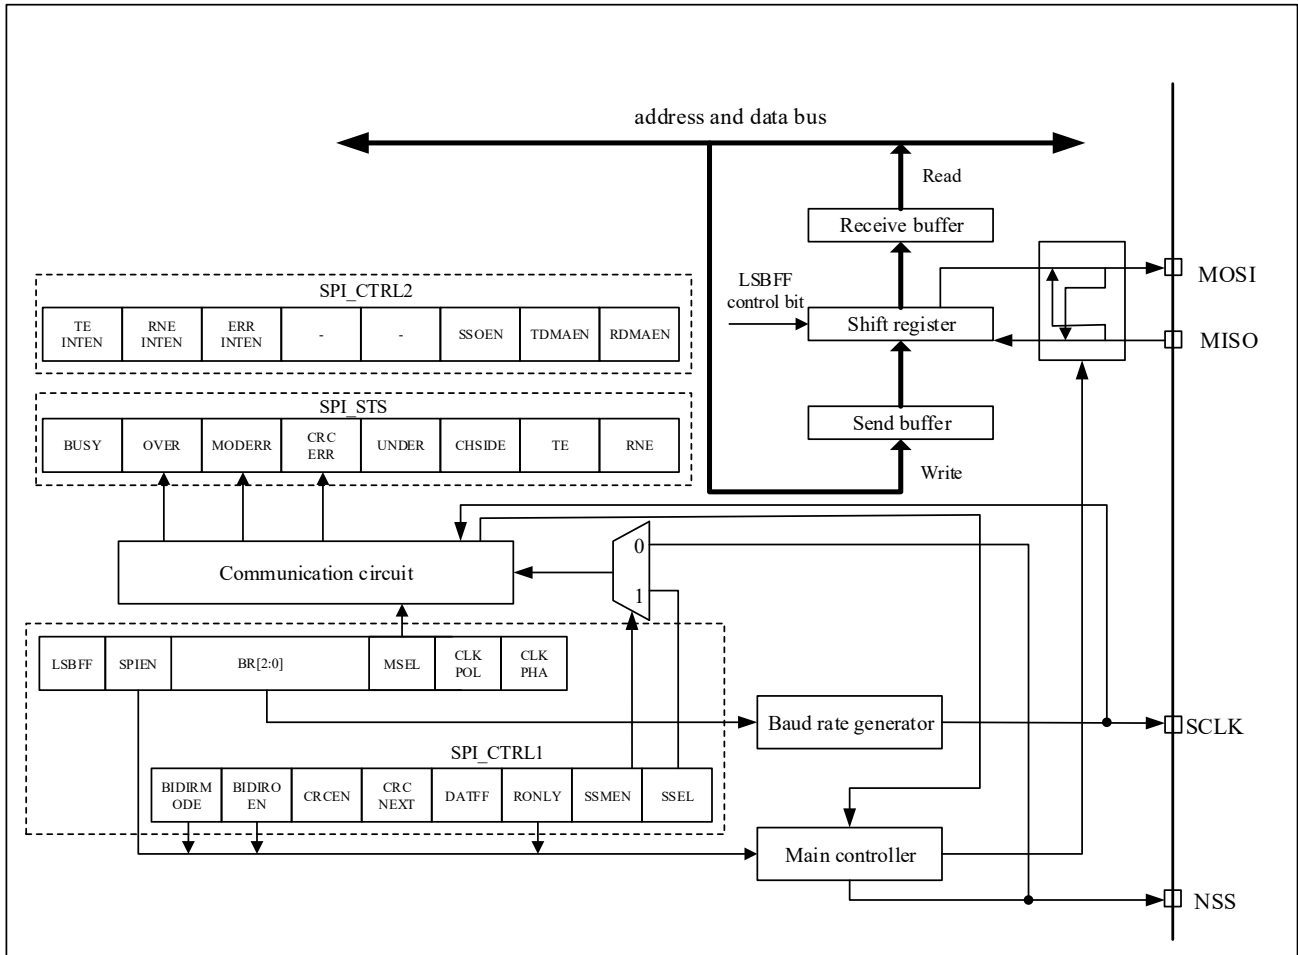 address and data bus
Read
Receive buffer
LSBFF
control bit
Shift register
MOSI
MISO
SPI_CTRL2
TE
INTEN
RNE
INTEN
ERR
INTEN
-
-
SSOEN
TDMAEN
RDMAEN
SPI_STS
BUSY
OVER
MODERR
CRC
ERR
UNDER
CHSIDE
TE
RNE
Send buffer
Write
Communication circuit
0
1
LSBFF
SPIEN
BR[2:0]
MSEL
CLK
POL
CLK
PHA
Baud rate generator
SCLK
SPI_CTRL1
BIDIRM
ODE
BIDIRO
EN
CRCEN
CRC
NEXT
DATFF
RONLY
SSMEN
SSEL
Main controller
NSS